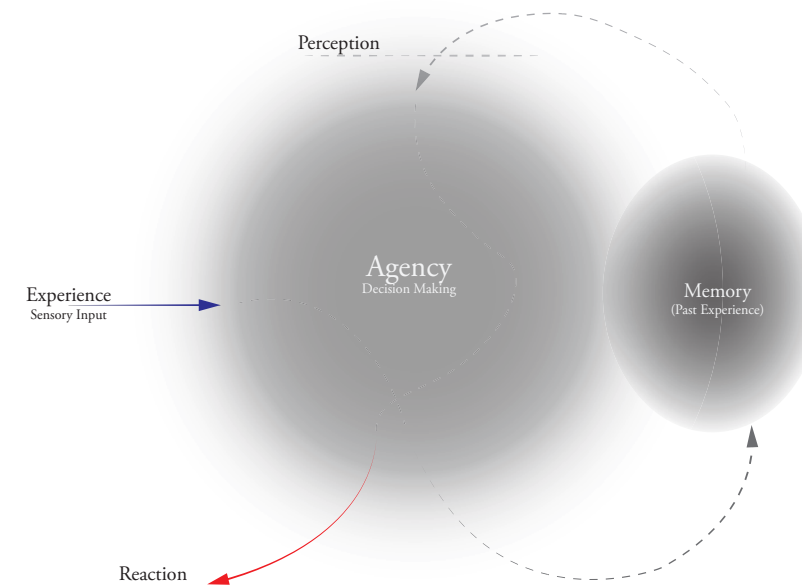 Perception
Agency
Decision Making
Experience
Sensory Input
Memory
(Past Experience)
Reaction